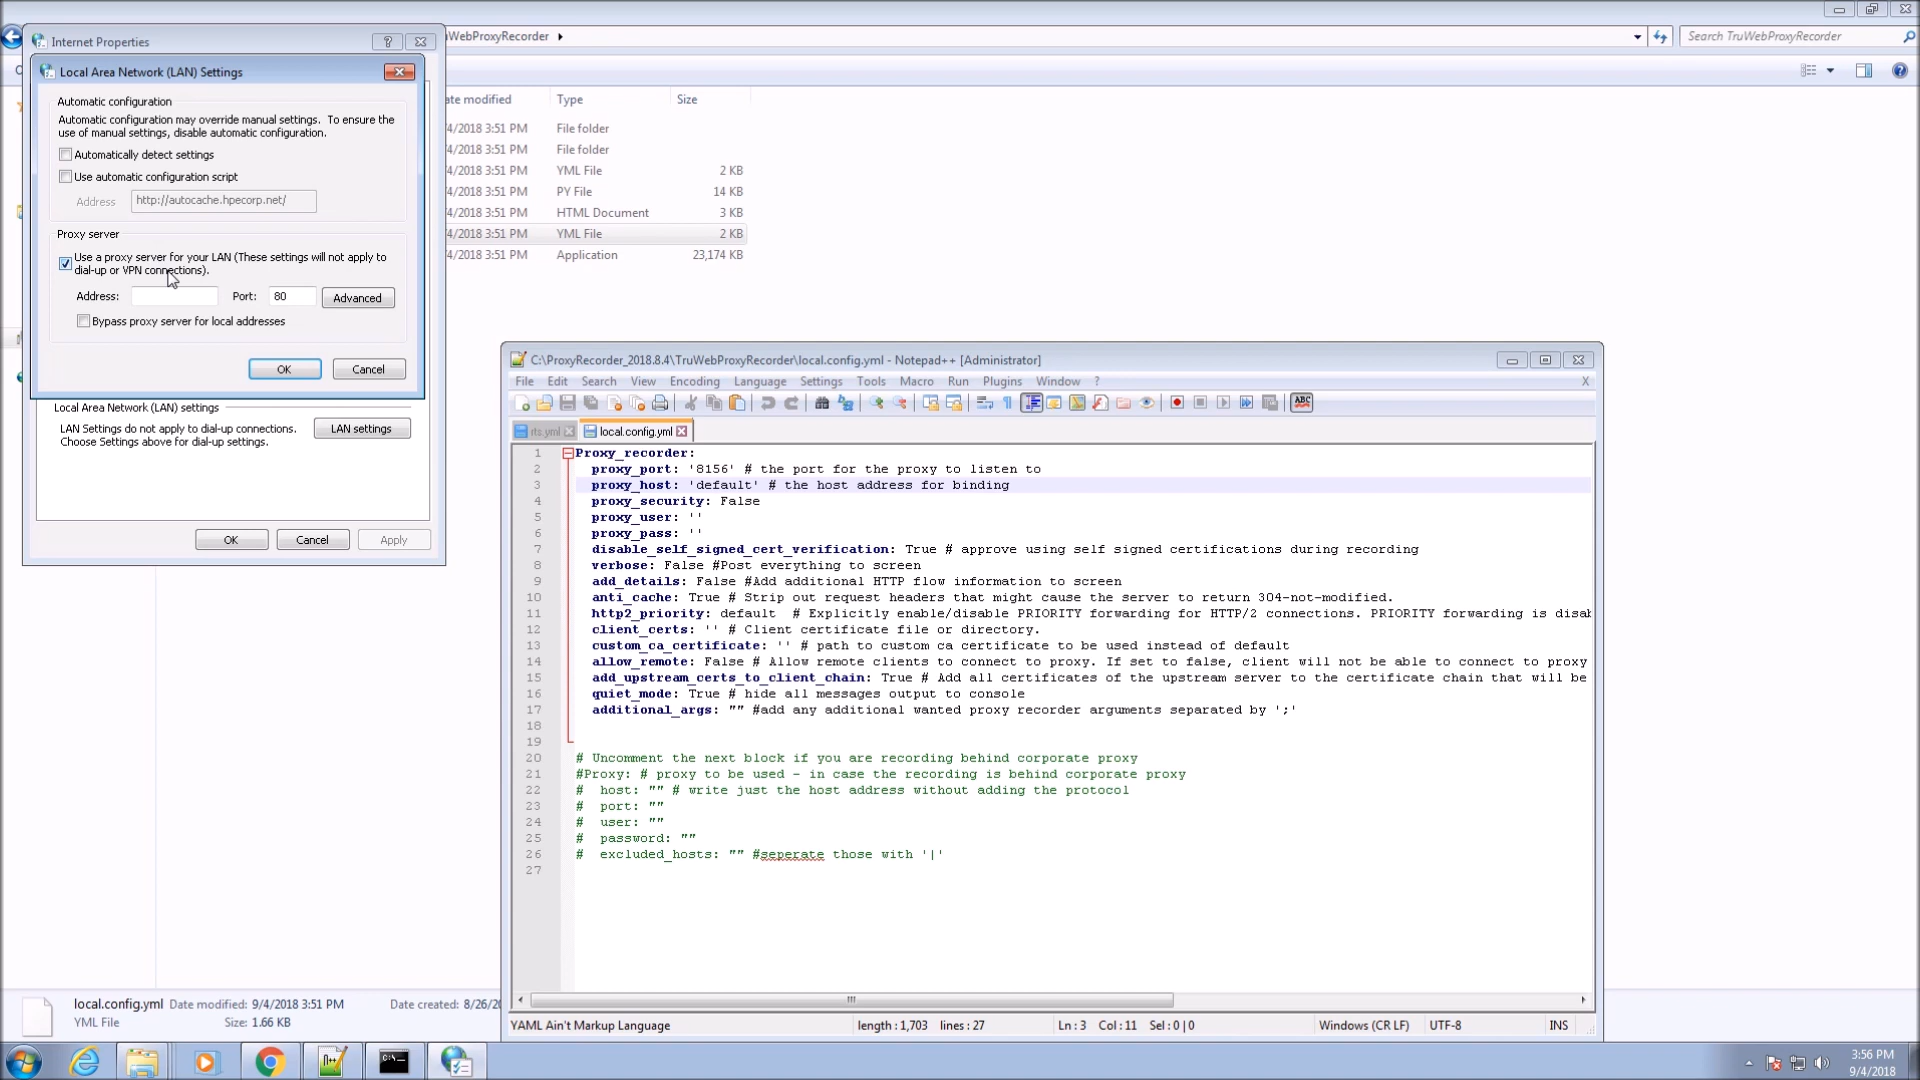 Internet Properties
WebProxyRecorder
Search TruWebProxyRecorder
Local Area Network (LAN) Settings
Automatic configuration
Automatic configuration may override manual settings.  To ensure the
use of manual settings, disable automatic configuration.
Automatically detect settings
Use automatic configuration script
Address http://autocache.hpecorp.net/
Proxy server
Use a proxy server for your LAN (These settings will not apply to
dial-up or VPN connections).
Address: Port: 80 Advanced
Bypass proxy server for local addresses
OK Cancel
Local Area Network (LAN) settings
LAN Settings do not apply to dial-up connections.
Choose Settings above for dial-up settings.
LAN settings
OK Cancel Apply
ate modified Type Size
/4/2018 3:51 PM File folder
/4/2018 3:51 PM File folder
/4/2018 3:51 PM YML File 2 KB
/4/2018 3:51 PM PY File 14 KB
/4/2018 3:51 PM HTML Document 3 KB
/4/2018 3:51 PM YML File 2 KB
/4/2018 3:51 PM Application 23,174 KB
C:\ProxyRecorder_2018.8.4\TruWebProxyRecorder\local.config.yml - Notepad++ [Administrator]
File Edit Search View Encoding Language Settings Tools Macro Run Plugins Window ? X
ABC
rts.yml local.config.yml
1 Proxy_recorder:
2 proxy_port: '8156' # the port for the proxy to listen to
3 proxy_host: 'default' # the host address for binding
4 proxy_security: False
5 proxy_user: ''
6 proxy_pass: ''
7 disable_self_signed_cert_verification: True # approve using self signed certifications during recording
8 verbose: False #Post everything to screen
9 add_details: False #Add additional HTTP flow information to screen
10 anti_cache: True # Strip out request headers that might cause the server to return 304-not-modified.
11 http2_priority: default  # Explicitly enable/disable PRIORITY forwarding for HTTP/2 connections. PRIORITY forwarding is disab
12 client_certs: '' # Client certificate file or directory.
13 custom_ca_certificate: '' # path to custom ca certificate to be used instead of default
14 allow_remote: False # Allow remote clients to connect to proxy. If set to false, client will not be able to connect to proxy
15 add_upstream_certs_to_client_chain: True # Add all certificates of the upstream server to the certificate chain that will be
16 quiet_mode: True # hide all messages output to console
17 additional_args: "" #add any additional wanted proxy recorder arguments separated by ';'
18
19
20 # Uncomment the next block if you are recording behind corporate proxy
21 #Proxy: # proxy to be used - in case the recording is behind corporate proxy
22 #  host: "" # write just the host address without adding the protocol
23 #  port: ""
24 #  user: ""
25 #  password: ""
26 #  excluded_hosts: "" #seperate those with '|'
27
YAML Ain't Markup Language length : 1,703 lines : 27 Ln : 3 Col : 11 Sel : 0 | 0 Windows (CR LF) UTF-8 INS
local.config.yml Date modified: 9/4/2018 3:51 PM Date created: 8/26/20
YML File Size: 1.66 KB
3:56 PM
9/4/2018